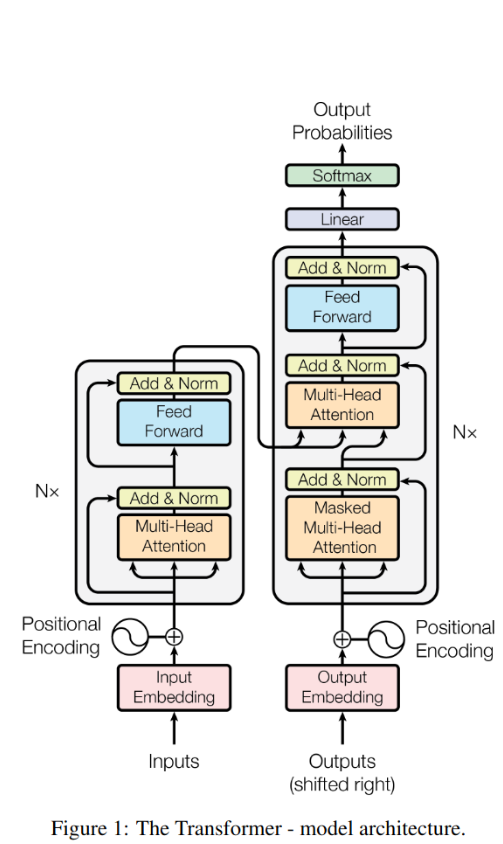 Output
Probabilities
Softmax
Linear
Add & Norm
Feed
Forward
Add & Norm
Multi-Head
Attention
Add & Norm
Masked
Multi-Head
Attention
N×
Add & Norm
Feed
Forward
Add & Norm
Multi-Head
Attention
N×
Positional
Encoding
Input
Embedding
Inputs
Positional
Encoding
Output
Embedding
Outputs
(shifted right)
Figure 1: The Transformer - model architecture.